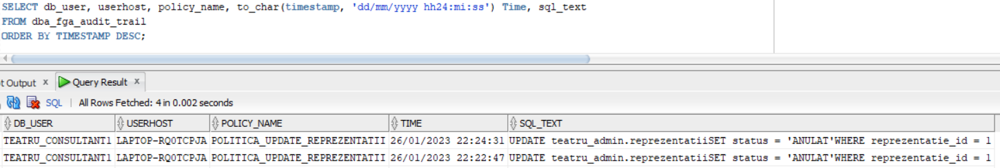 SELECT db_user, userhost, policy_name, to_char(timestamp, 'dd/mm/yyyy hh24:mi:ss') Time, sql_text
FROM dba_fga_audit_trail
ORDER BY TIMESTAMP DESC;
t Output x Query Result x
SQL | All Rows Fetched: 4 in 0.002 seconds
DB_USER USERHOST POLICY_NAME TIME SQL_TEXT
TEATRU_CONSULTANT1 LAPTOP-RQ0TCPJA POLITICA_UPDATE_REPREZENTATII 26/01/2023 22:24:31 UPDATE teatru_admin.reprezentatiiSET status = 'ANULAT'WHERE reprezentatie_id = 1
TEATRU_CONSULTANT1 LAPTOP-RQ0TCPJA POLITICA_UPDATE_REPREZENTATII 26/01/2023 22:22:47 UPDATE teatru_admin.reprezentatiiSET status = 'ANULAT'WHERE reprezentatie_id = 1